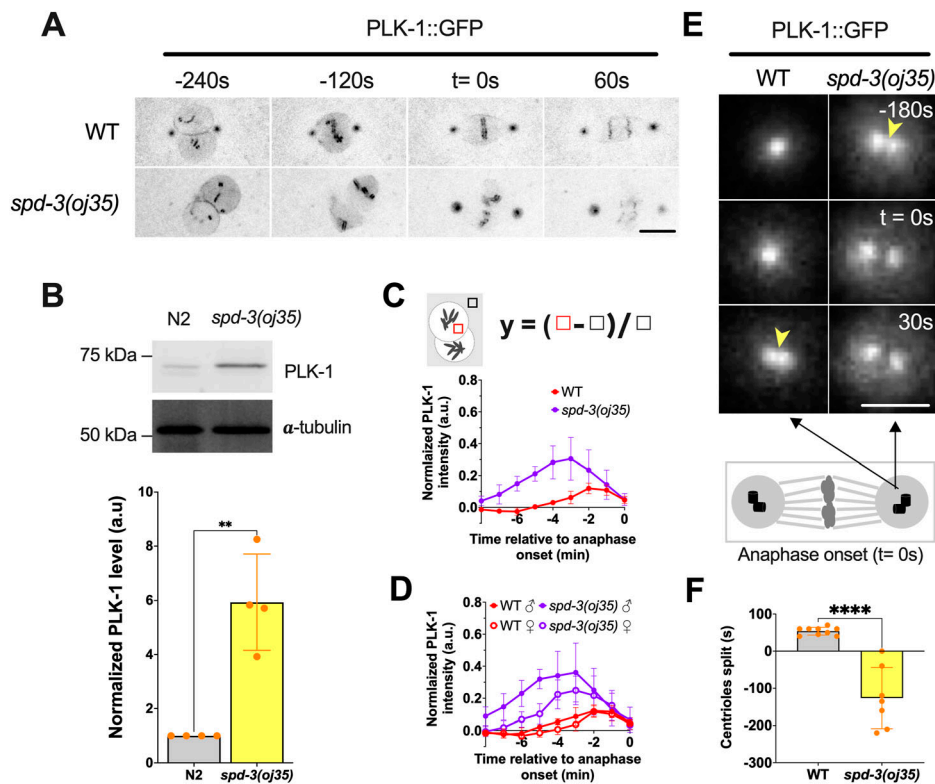 A
PLK-1::GFP
-240s -120s t= 0s 60s
WT
spd-3(oj35)
B
N2 spd-3(oj35)
75 kDa
PLK-1
50 kDa
α-tubulin
Normalized PLK-1 level (a.u)
10
8
6
4
2
0
**
N2 spd-3(oj35)
C
y = (□-□)/□
Normlaized PLK-1
intensity (a.u.)
0.8
0.6
0.4
0.2
0.0
WT
spd-3(oj35)
-6 -4 -2 0
Time relative to anaphase
onset (min)
D
Normlaized PLK-1
intensity (a.u.)
0.8
0.6
0.4
0.2
0.0
WT ♂ spd-3(oj35) ♂
WT ♀ spd-3(oj35) ♀
-6 -4 -2 0
Time relative to anaphase
onset (min)
E
PLK-1::GFP
WT spd-3(oj35)
-180s
t = 0s
30s
Anaphase onset (t= 0s)
F
Centrioles split (s)
100
0
-100
-200
-300
****
WT spd-3(oj35)